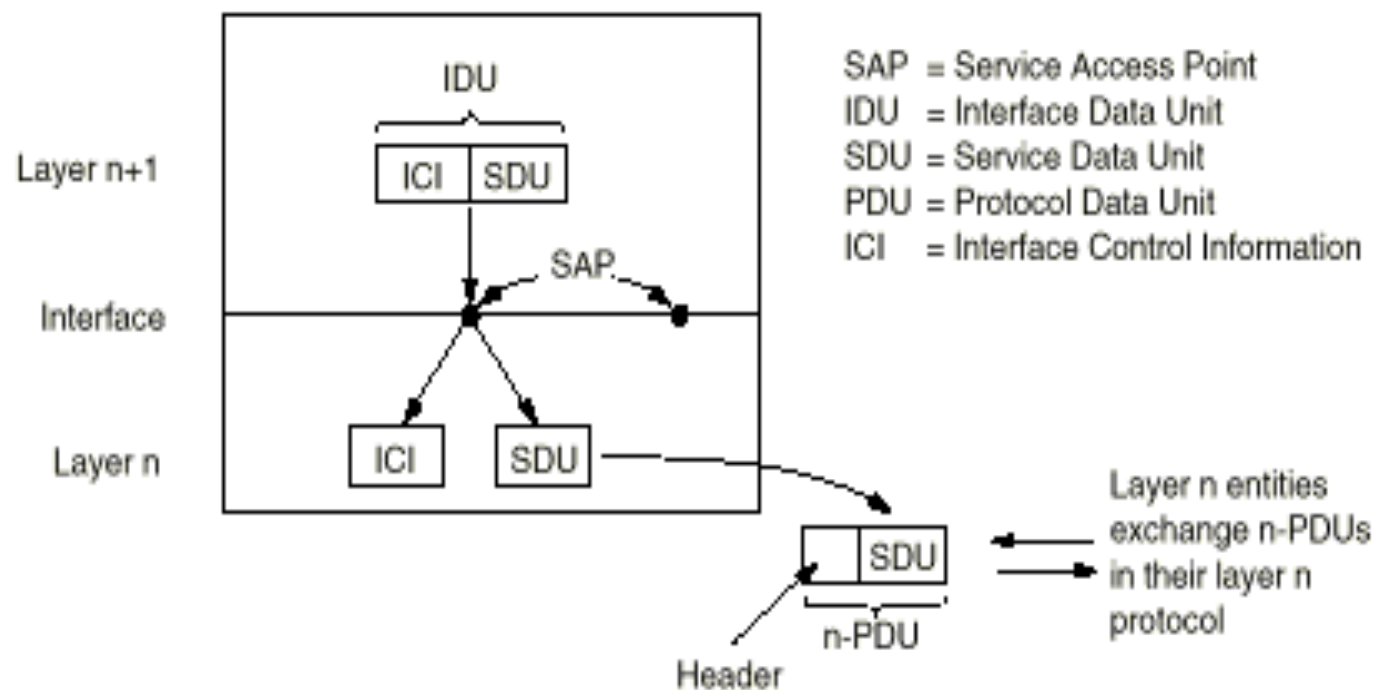 IDU
SAP = Service Access Point
IDU = Interface Data Unit
SDU = Service Data Unit
PDU = Protocol Data Unit
ICI = Interface Control Information
Layer n+1
ICI SDU
SAP
Interface
Layer n
ICI SDU
Layer n entities
exchange n-PDUs
in their layer n
protocol
SDU
n-PDU
Header